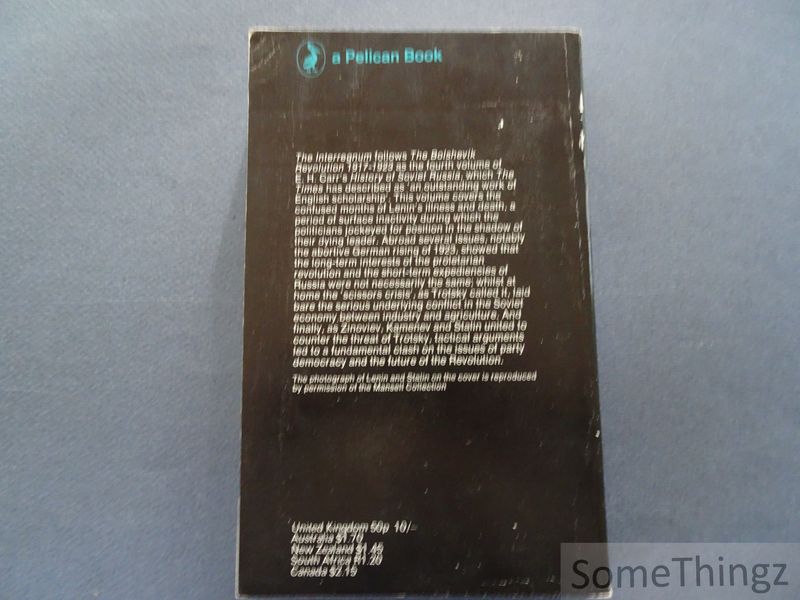 a Pelican Book
The Interregnum follows The Bolshevik
Revolution 1917-1923 as the fourth volume of
E. H. Carr's History of Soviet Russia, which The
Times has described as 'an outstanding work of
English scholarship'. This volume covers the
confused months of Lenin's illness and death, a
period of surface inactivity during which the
politicians jockeyed for position in the shadow of
their dying leader. Abroad several issues, notably
the abortive German rising of 1923, showed that
the long-term interests of the proletarian
revolution and the short-term expediencies of
Russia were not necessarily the same; whilst at
home the 'scissors crisis', as Trotsky called it, laid
bare the serious underlying conflict in the Soviet
economy between industry and agriculture. And
finally, as Zinoviev, Kamenev and Stalin united to
counter the threat of Trotsky, tactical arguments
led to a fundamental clash on the issues of party
democracy and the future of the Revolution.
The photograph of Lenin and Stalin on the cover is reproduced
by permission of the Mansell Collection
United Kingdom 50p 10/-
Australia $1.70
New Zealand $1.45
South Africa R1.20
Canada $2.15
SomeThingz